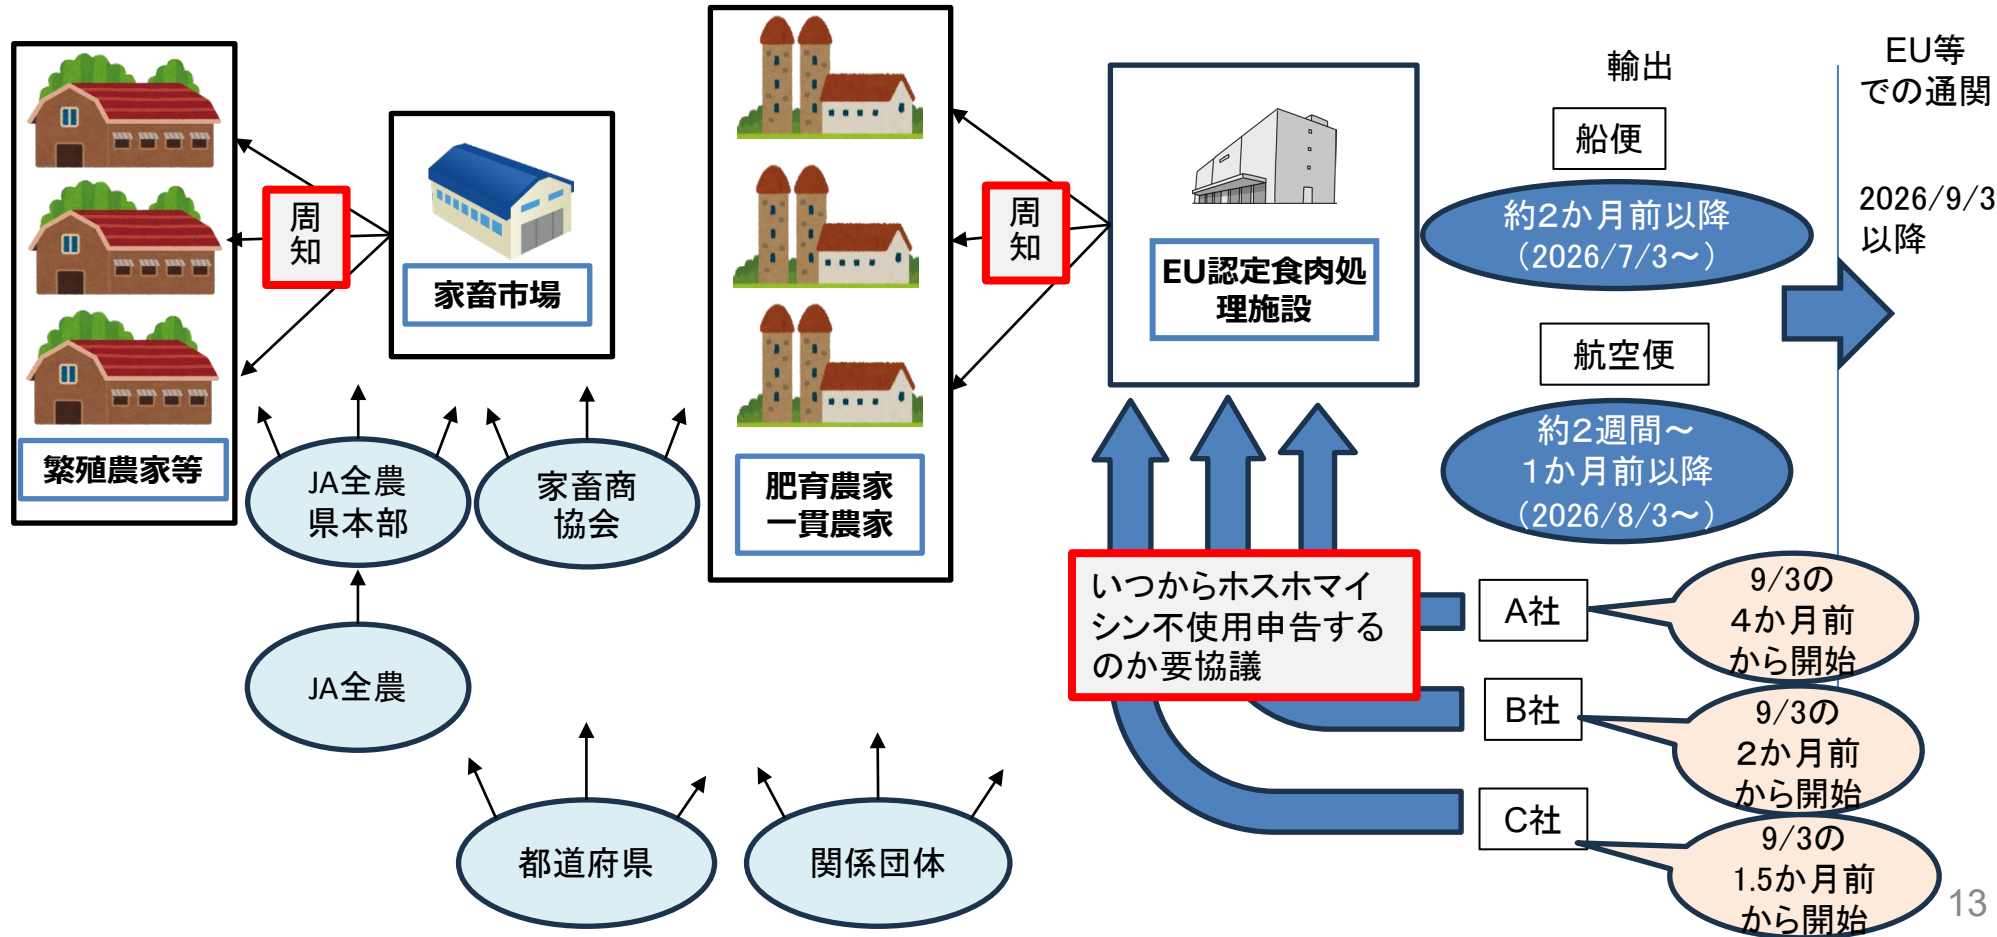 繁殖農家等
周
知
家畜市場
JA全農
県本部
家畜商
協会
JA全農
都道府県
関係団体
肥育農家
一貫農家
周
知
EU認定食肉処
理施設
いつからホスホマイ
シン不使用申告する
のか要協議
輸出
船便
約２か月前以降
（2026/7/3～）
航空便
約２週間～
１か月前以降
（2026/8/3～）
EU等
での通関
2026/9/3
以降
A社
9/3の
４か月前
から開始
B社
9/3の
２か月前
から開始
C社
9/3の
1.5か月前
から開始
13